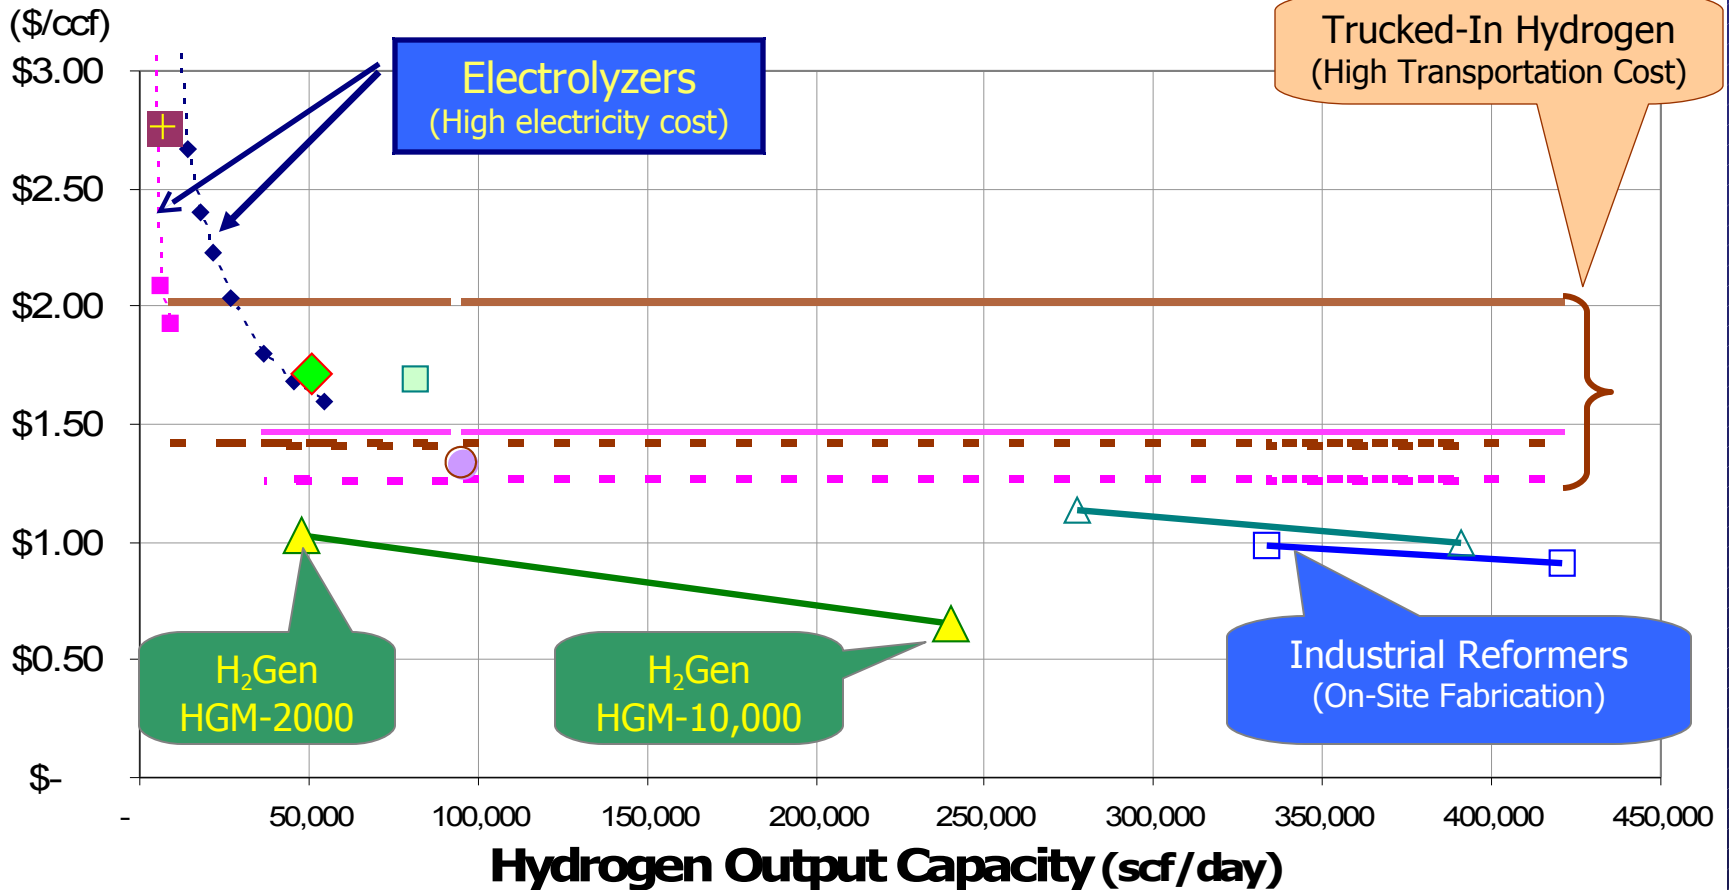 ($/ccf)
$3.00
$2.50
$2.00
$1.50
$1.00
$0.50
$-
Electrolyzers
(High electricity cost)
Trucked-In Hydrogen
(High Transportation Cost)
H₂Gen
HGM-2000
H₂Gen
HGM-10,000
Industrial Reformers
(On-Site Fabrication)
- 50,000 100,000 150,000 200,000 250,000 300,000 350,000 400,000 450,000
Hydrogen Output Capacity (scf/day)